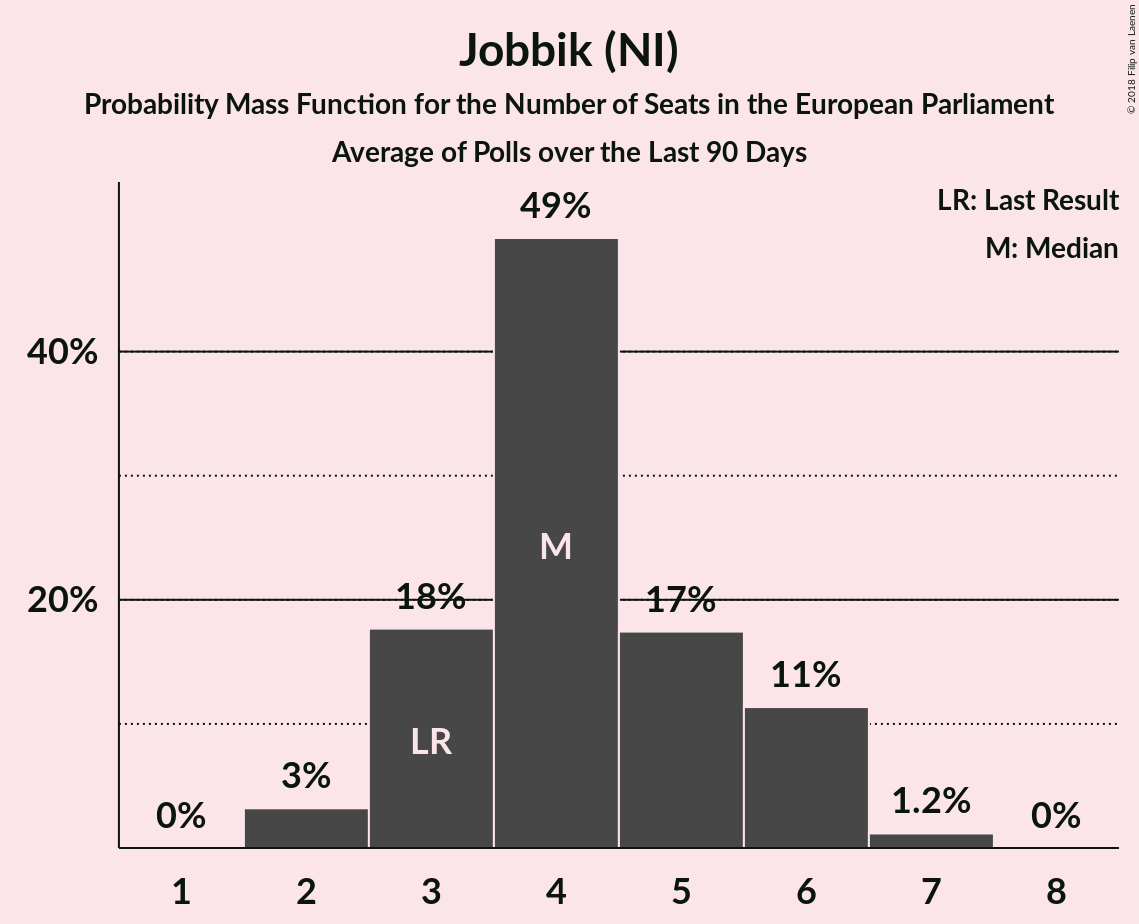 Jobbik (NI)
Probability Mass Function for the Number of Seats in the European Parliament
Average of Polls over the Last 90 Days
© 2018 Filip van Laenen
LR: Last Result
M: Median
49%
40%
M
20%
18%
17%
11%
LR
3%
1.2%
0%
0%
1 2 3 4 5 6 7 8